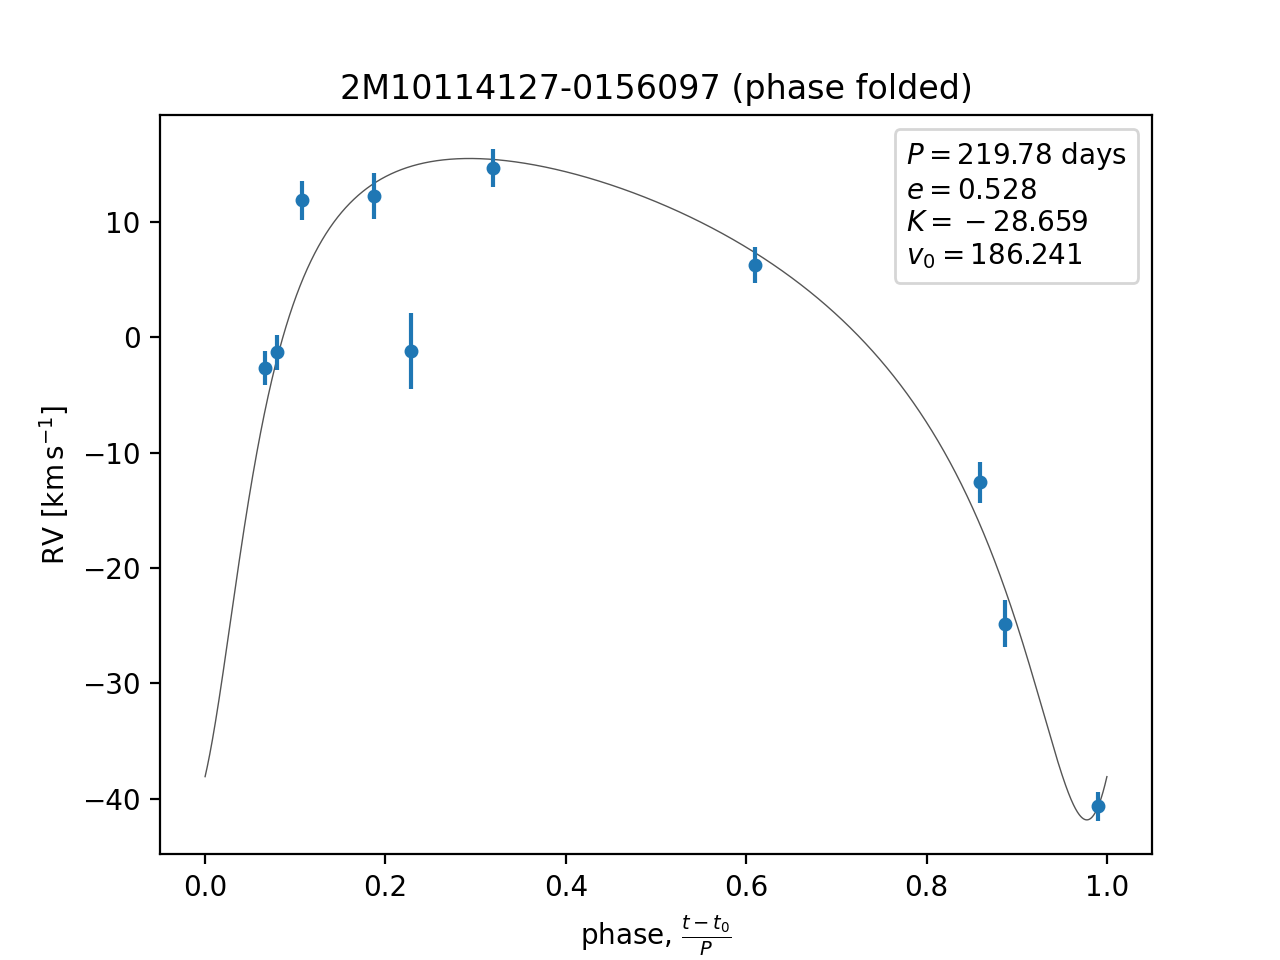 2M10114127-0156097 (phase folded)
P = 219.78 days
e = 0.528
K = −28.659
v₀ = 186.241
10
0
−10
−20
−30
−40
RV [km s⁻¹]
0.0 0.2 0.4 0.6 0.8 1.0
phase, (t − t₀)/P